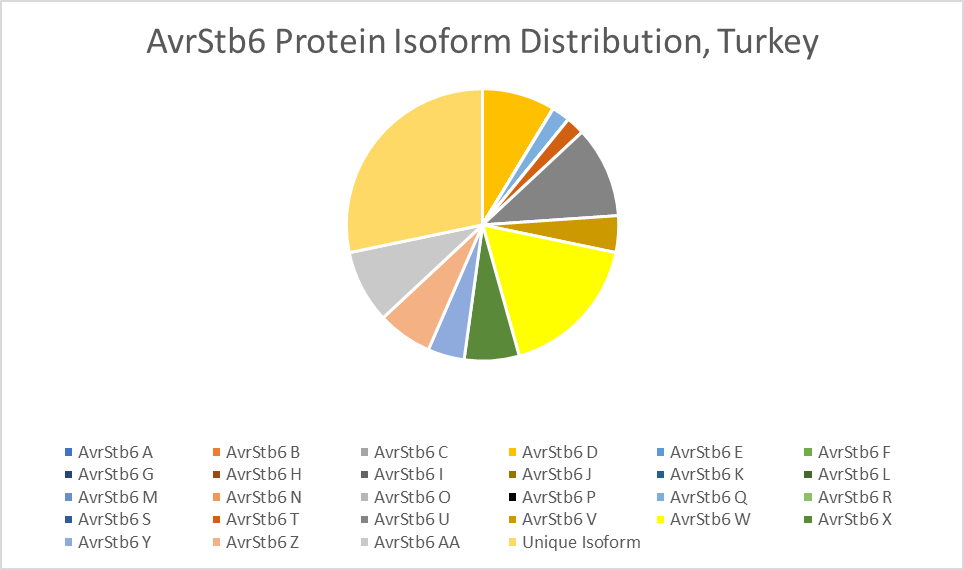 AvrStb6 Protein Isoform Distribution, Turkey
AvrStb6 A AvrStb6 B AvrStb6 C AvrStb6 D AvrStb6 E AvrStb6 F
AvrStb6 G AvrStb6 H AvrStb6 I AvrStb6 J AvrStb6 K AvrStb6 L
AvrStb6 M AvrStb6 N AvrStb6 O AvrStb6 P AvrStb6 Q AvrStb6 R
AvrStb6 S AvrStb6 T AvrStb6 U AvrStb6 V AvrStb6 W AvrStb6 X
AvrStb6 Y AvrStb6 Z AvrStb6 AA Unique Isoform